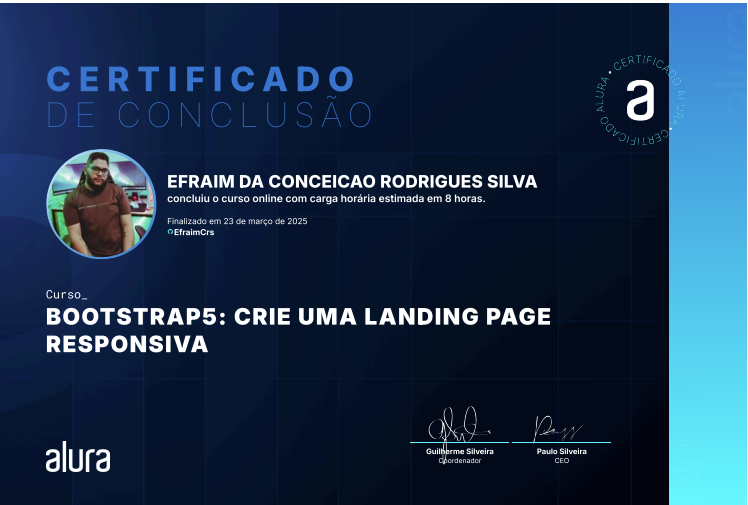 CERTIFICADO
DE CONCLUSÃO
CERTIFICADO ALURA • CERTIFICADO ALURA •
a
EFRAIM DA CONCEICAO RODRIGUES SILVA
concluiu o curso online com carga horária estimada em 8 horas.
Finalizado em 23 de março de 2025
EfraimCrs
Curso_
BOOTSTRAP5: CRIE UMA LANDING PAGE
RESPONSIVA
Guilherme Silveira
Coordenador
Paulo Silveira
CEO
alura